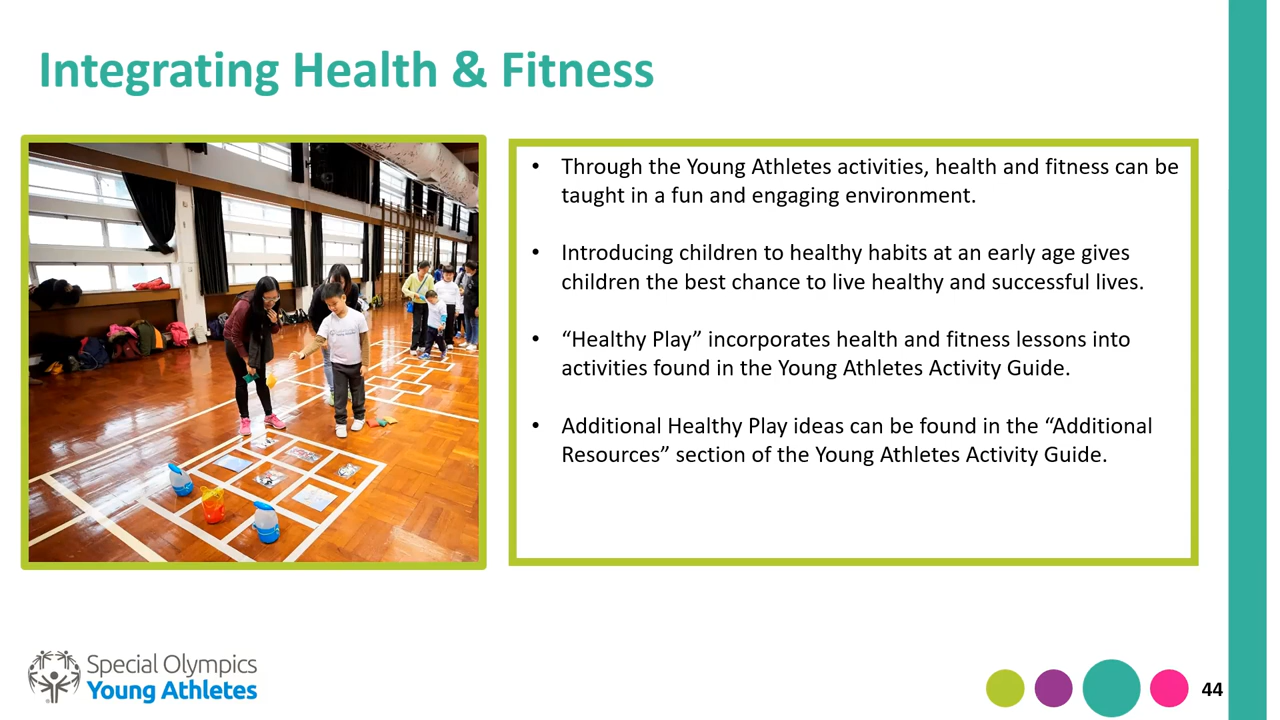 Integrating Health & Fitness
• Through the Young Athletes activities, health and fitness can be
taught in a fun and engaging environment.
• Introducing children to healthy habits at an early age gives
children the best chance to live healthy and successful lives.
• “Healthy Play” incorporates health and fitness lessons into
activities found in the Young Athletes Activity Guide.
• Additional Healthy Play ideas can be found in the “Additional
Resources” section of the Young Athletes Activity Guide.
Special Olympics
Young Athletes
44